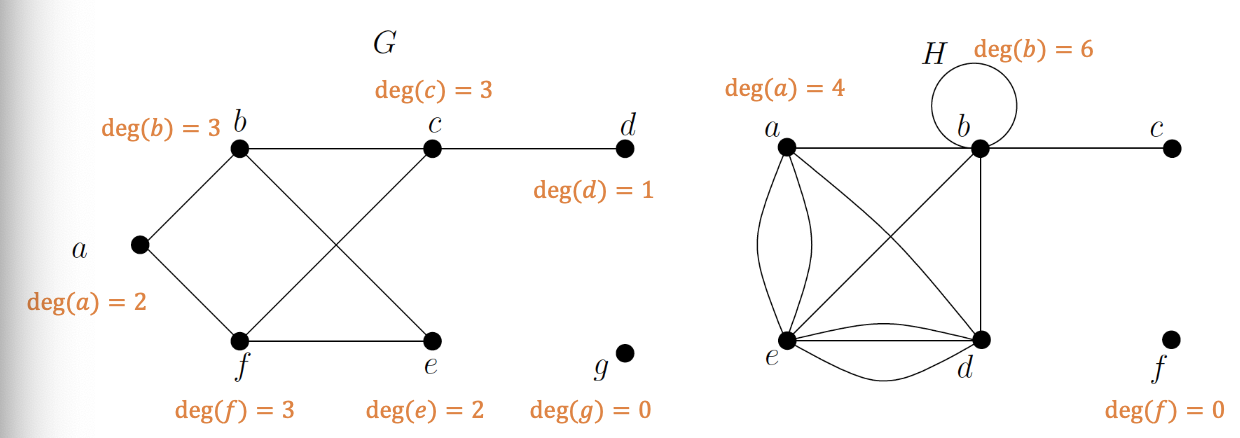 G
deg(c) = 3
deg(b) = 3
b
c
d
deg(d) = 1
a
deg(a) = 2
f
e
g
deg(f) = 3
deg(e) = 2
deg(g) = 0
H
deg(b) = 6
deg(a) = 4
a
b
c
e
d
f
deg(f) = 0